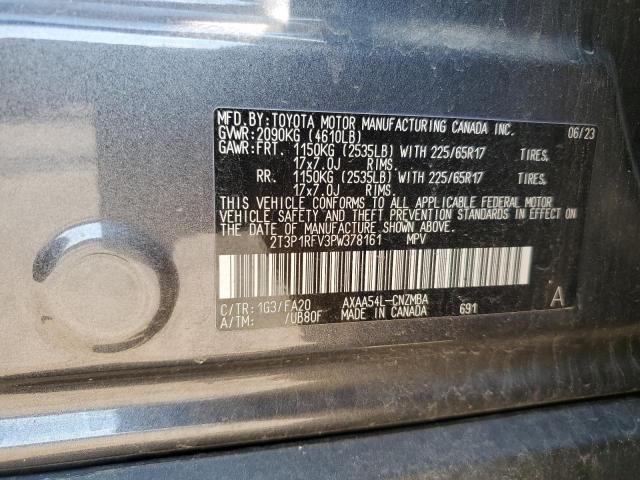 MFD.BY:TOYOTA MOTOR MANUFACTURING CANADA INC. 06/23
GVWR:2090KG (4610LB)
GAWR:FRT. 1150KG (2535LB) WITH 225/65R17 TIRES,
17x7.0J RIMS.
RR. 1150KG (2535LB) WITH 225/65R17 TIRES,
17x7.0J RIMS.
THIS VEHICLE CONFORMS TO ALL APPLICABLE FEDERAL MOTOR
VEHICLE SAFETY AND THEFT PREVENTION STANDARDS IN EFFECT ON
THE DATE OF MANUFACTURE SHOWN ABOVE.
2T3P1RFV3PW378161 MPV
C/TR:1G3/FA20 AXAA54L-CNZMBA A
A/TM: /UB80F MADE IN CANADA 691